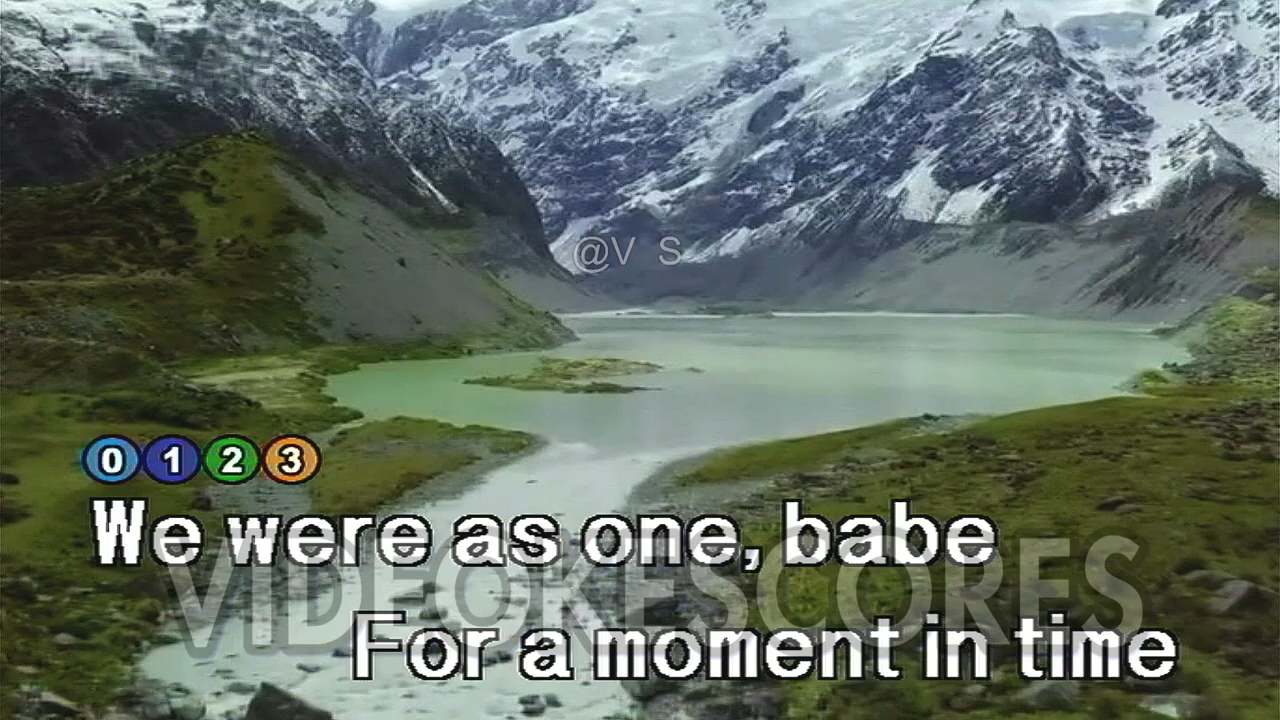 @V S
0 1 2 3
We were as one, babe
VIDEOKESCORES
For a moment in time